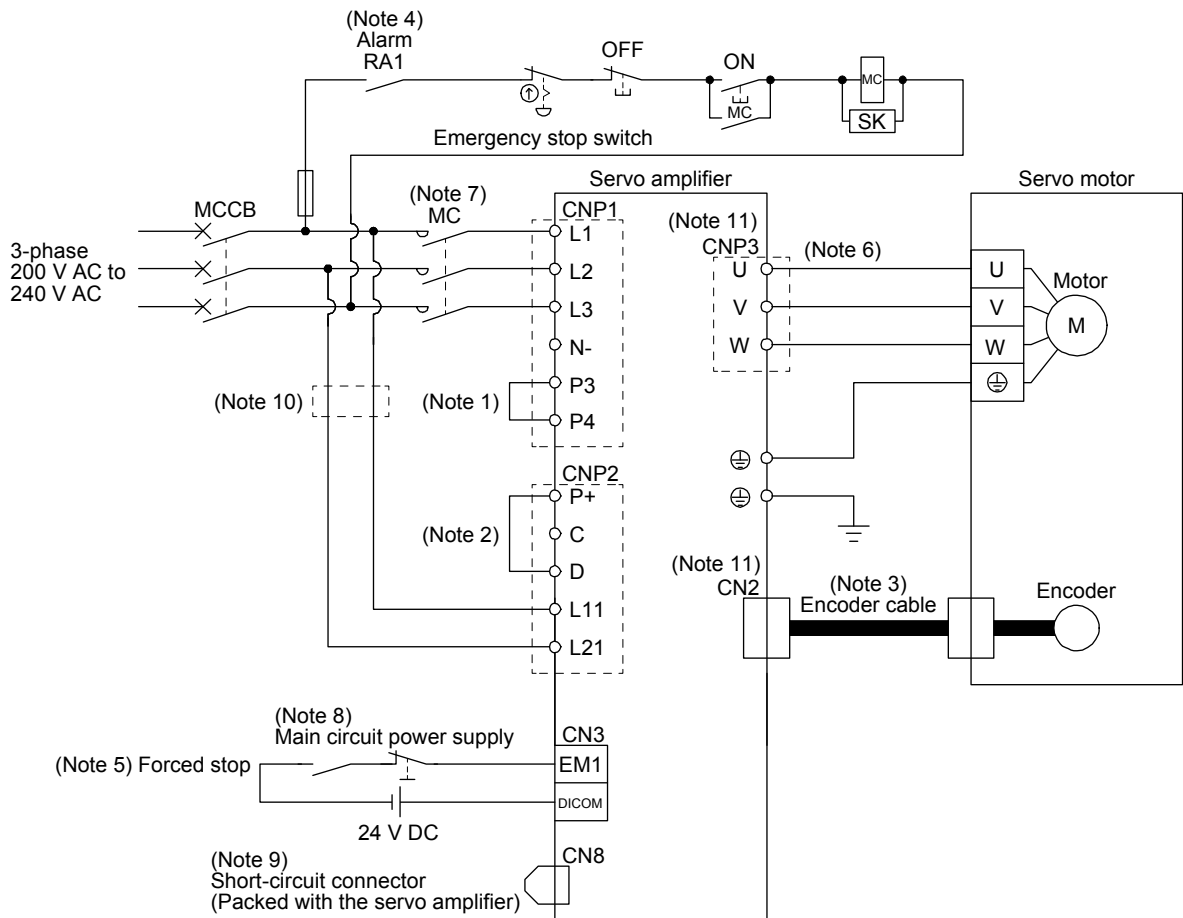 (Note 4)
Alarm
RA1
OFF
ON
MC
MC
SK
Emergency stop switch
Servo amplifier
Servo motor
MCCB
(Note 7)
MC
CNP1
(Note 11)
CNP3
(Note 6)
3-phase
200 V AC to
240 V AC
L1
L2
L3
N-
P3
P4
U
V
W
U
V
W
Motor
M
(Note 10)
(Note 1)
CNP2
P+
C
D
L11
L21
(Note 2)
(Note 11)
CN2
(Note 3)
Encoder cable
Encoder
(Note 8)
Main circuit power supply
(Note 5) Forced stop
24 V DC
CN3
EM1
DICOM
(Note 9)
Short-circuit connector
(Packed with the servo amplifier)
CN8